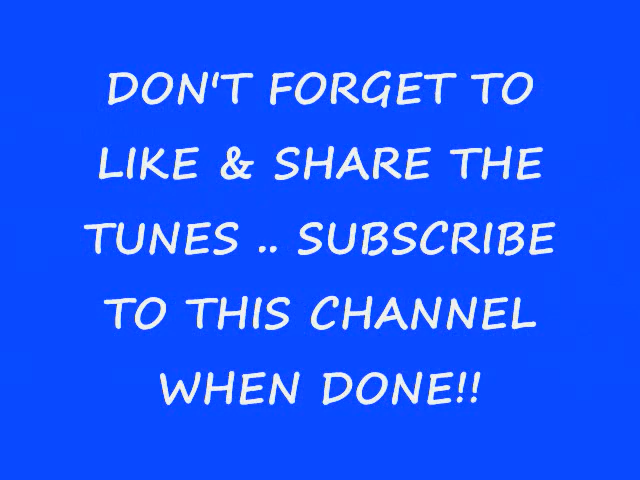 DON'T FORGET TO
LIKE & SHARE THE
TUNES .. SUBSCRIBE
TO THIS CHANNEL
WHEN DONE!!